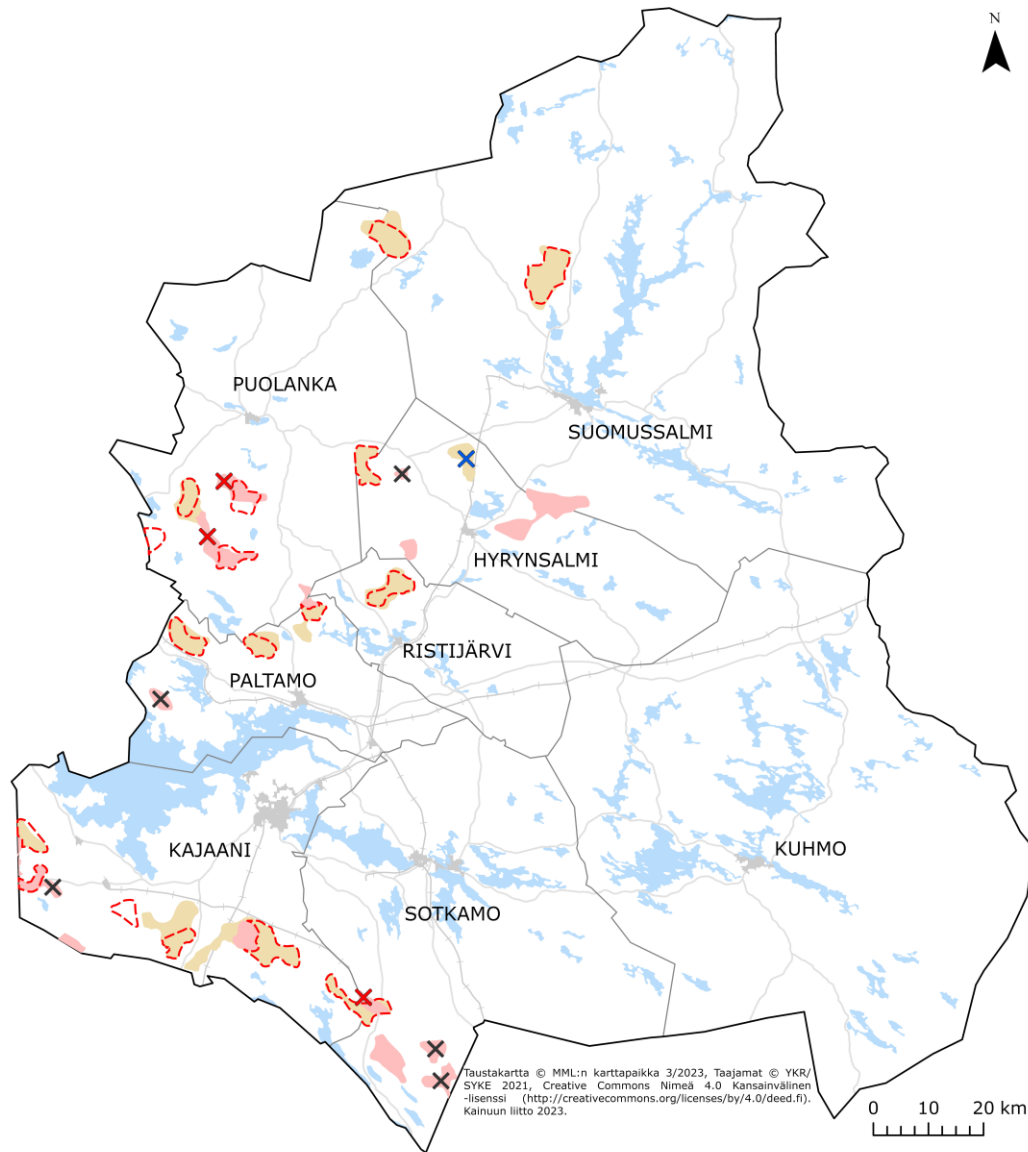 N
PUOLANKA
SUOMUSSALMI
HYRYNSALMI
RISTIJÄRVI
PALTAMO
KAJAANI
KUHMO
SOTKAMO
Taustakartta © MML:n karttapaikka 3/2023, Taajamat © YKR/
SYKE 2021, Creative Commons Nimeä 4.0 Kansainvälinen
-lisenssi (http://creativecommons.org/licenses/by/4.0/deed.fi).
Kainuun liitto 2023.
0 10 20 km